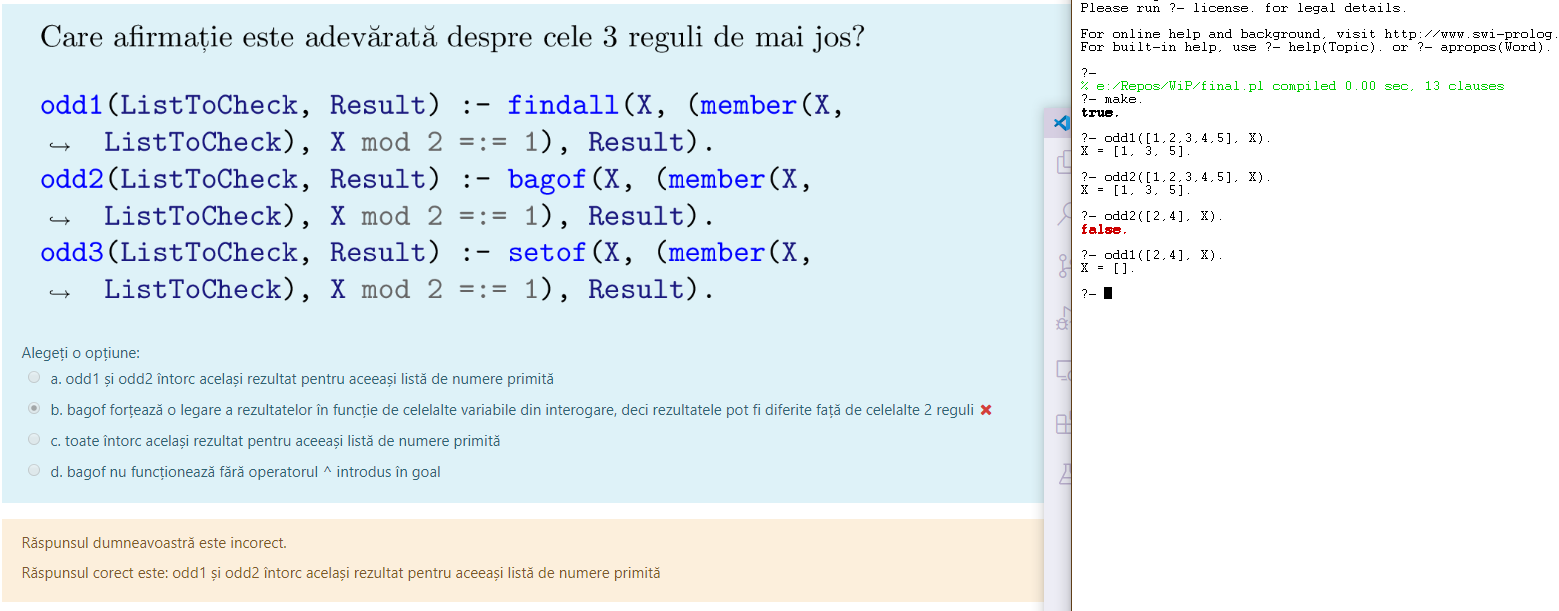 Care afirmație este adevărată despre cele 3 reguli de mai jos?
odd1(ListToCheck, Result) :- findall(X, (member(X,
↪ ListToCheck), X mod 2 =:= 1), Result).
odd2(ListToCheck, Result) :- bagof(X, (member(X,
↪ ListToCheck), X mod 2 =:= 1), Result).
odd3(ListToCheck, Result) :- setof(X, (member(X,
↪ ListToCheck), X mod 2 =:= 1), Result).
Alegeți o opțiune:
a. odd1 și odd2 întorc același rezultat pentru aceeași listă de numere primită
b. bagof forțează o legare a rezultatelor în funcție de celelalte variabile din interogare, deci rezultatele pot fi diferite față de celelalte 2 reguli
c. toate întorc același rezultat pentru aceeași listă de numere primită
d. bagof nu funcționează fără operatorul ^ introdus în goal
Răspunsul dumneavoastră este incorect.
Răspunsul corect este: odd1 și odd2 întorc același rezultat pentru aceeași listă de numere primită
Please run ?- license. for legal details.
For online help and background, visit http://www.swi-prolog.
For built-in help, use ?- help(Topic). or ?- apropos(Word).
?-
% e:/Repos/WiP/final.pl compiled 0.00 sec, 13 clauses
?- make.
true.
?- odd1([1,2,3,4,5], X).
X = [1, 3, 5].
?- odd2([1,2,3,4,5], X).
X = [1, 3, 5].
?- odd2([2,4], X).
false.
?- odd1([2,4], X).
X = [].
?-